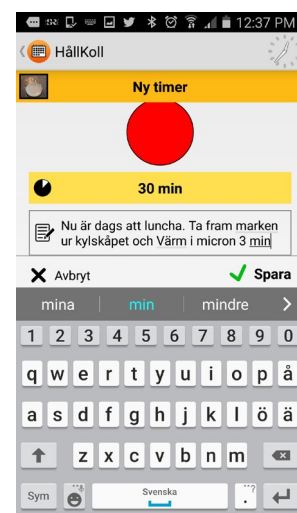 12:37 PM
HållKoll
Ny timer
30 min
Nu är dags att luncha. Ta fram marken
ur kylskåpet och Värm i micron 3 min
Avbryt
Spara
mina
min
mindre
1 2 3 4 5 6 7 8 9 0
q w e r t y u i o p å
a s d f g h j k l ö ä
z x c v b n m
Sym
Svenska
. ?